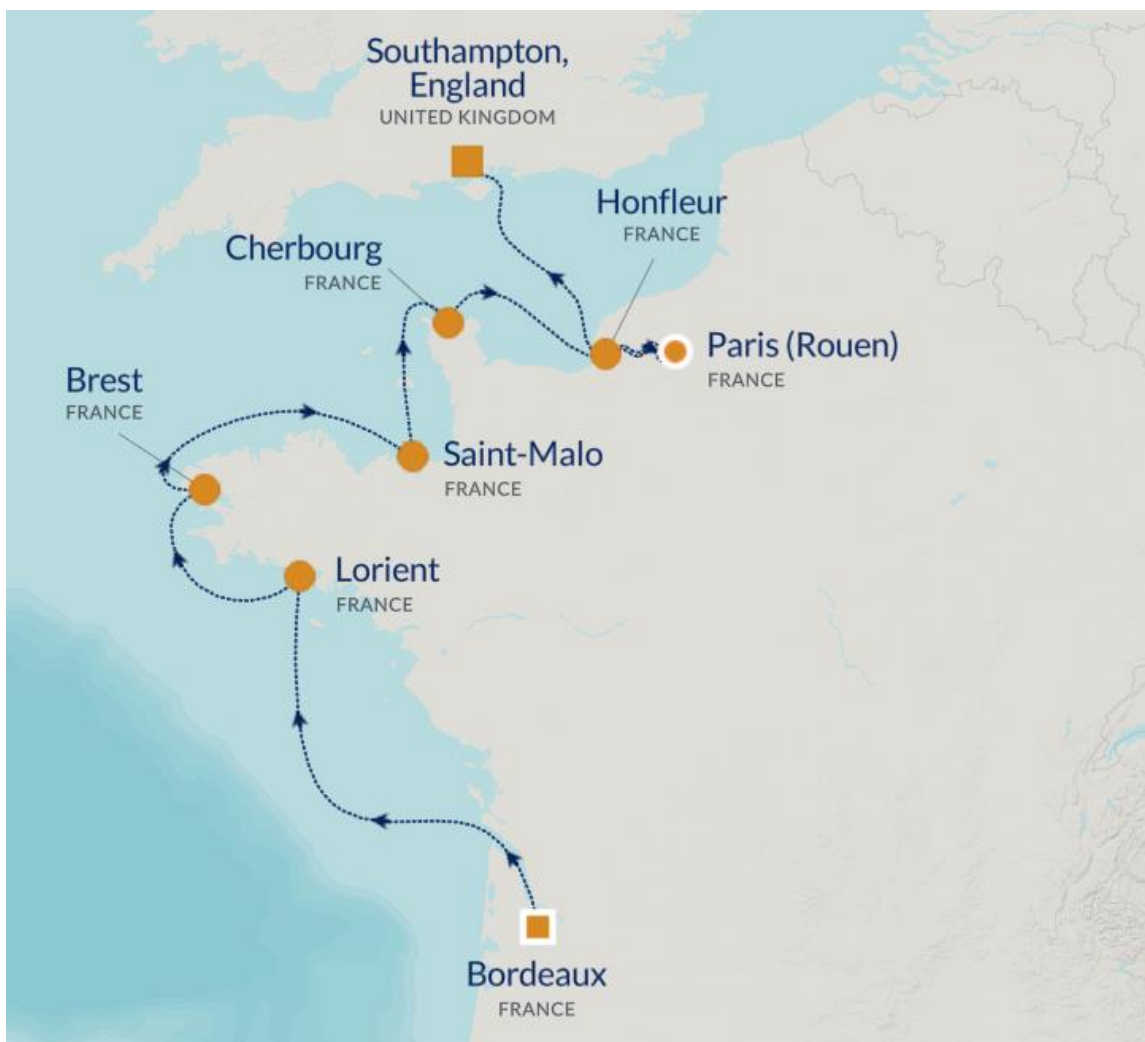 Southampton,
England
UNITED KINGDOM
Honfleur
FRANCE
Cherbourg
FRANCE
Paris (Rouen)
FRANCE
Brest
FRANCE
Saint-Malo
FRANCE
Lorient
FRANCE
Bordeaux
FRANCE